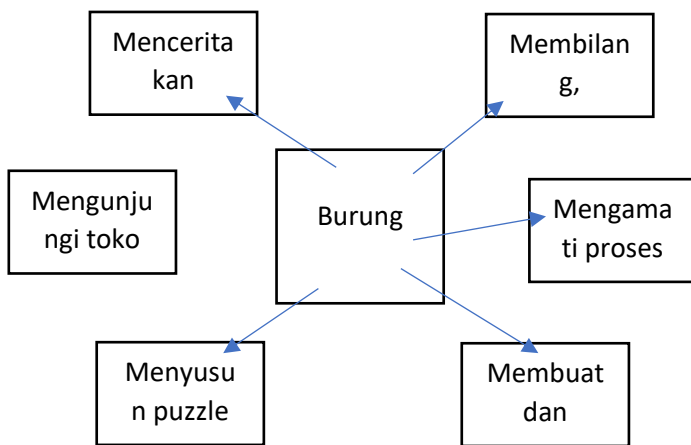 Mencerita
kan
Membilan
g,
Burung
Mengunju
ngi toko
Mengama
ti proses
Menyusu
n puzzle
Membuat
dan